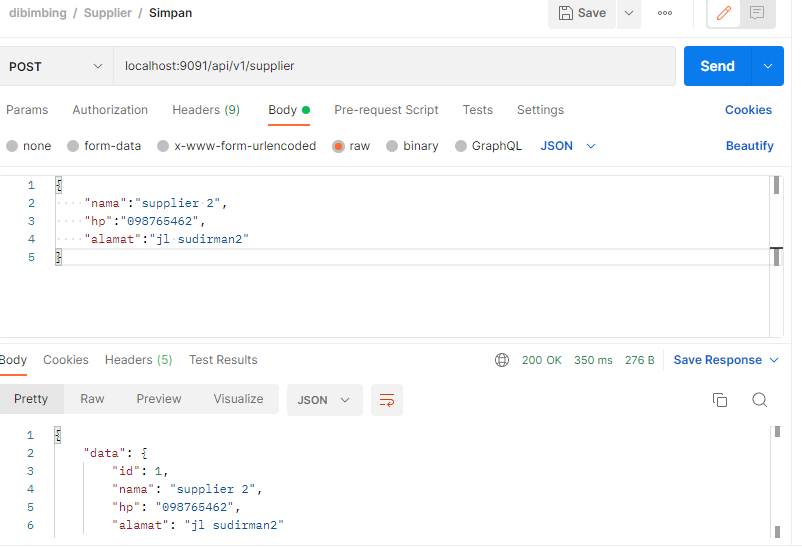 dibimbing / Supplier / Simpan
Save
POST localhost:9091/api/v1/supplier Send
Params Authorization Headers (9) Body Pre-request Script Tests Settings Cookies
none form-data x-www-form-urlencoded raw binary GraphQL JSON Beautify
1 {
2 "nama":"supplier 2",
3 "hp":"098765462",
4 "alamat":"jl sudirman2"
5 }
Body Cookies Headers (5) Test Results 200 OK 350 ms 276 B Save Response
Pretty Raw Preview Visualize JSON
1 {
2 "data": {
3 "id": 1,
4 "nama": "supplier 2",
5 "hp": "098765462",
6 "alamat": "jl sudirman2"